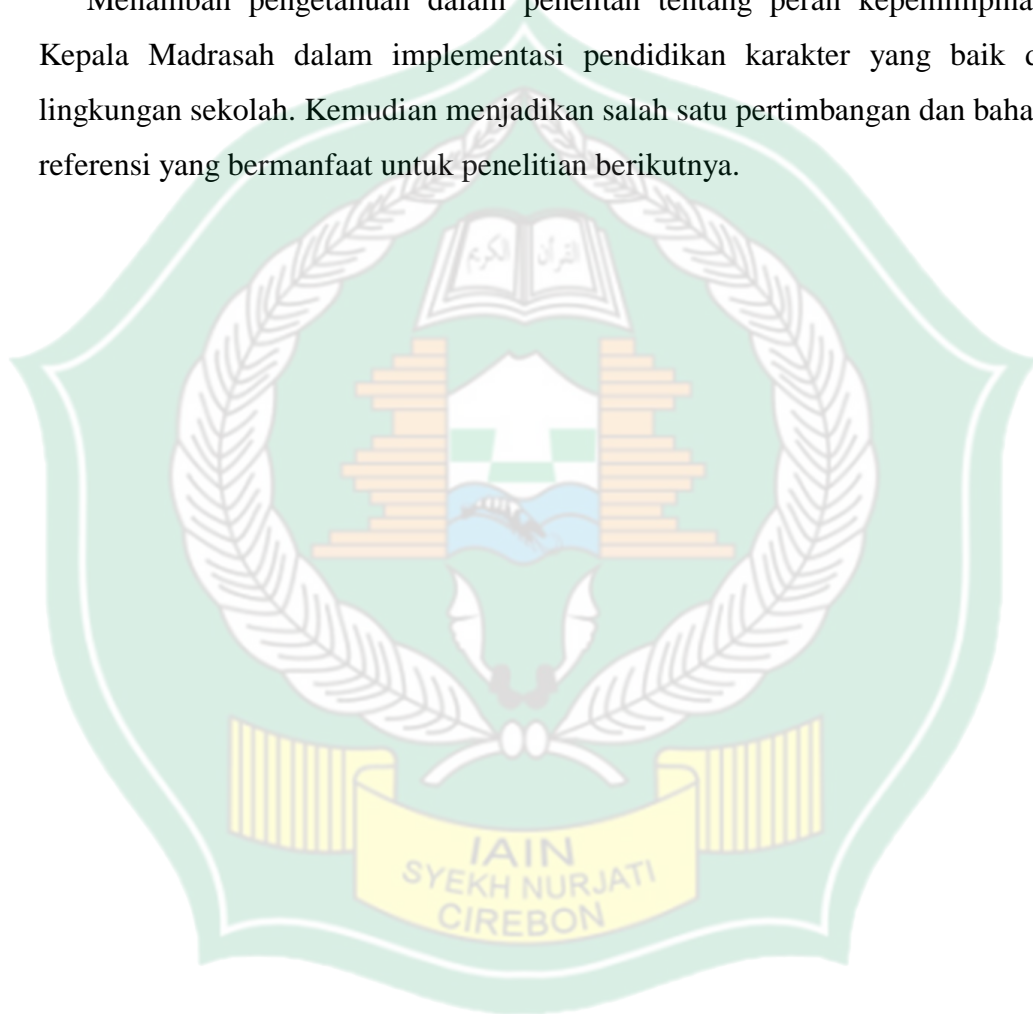 Menambah pengetahuan dalam penelitan tentang peran kepemimpina
Kepala Madrasah dalam implementasi pendidikan karakter yang baik d
lingkungan sekolah. Kemudian menjadikan salah satu pertimbangan dan baha
referensi yang bermanfaat untuk penelitian berikutnya.
القرآن الكريم
IAIN
SYEKH NURJATI
CIREBON